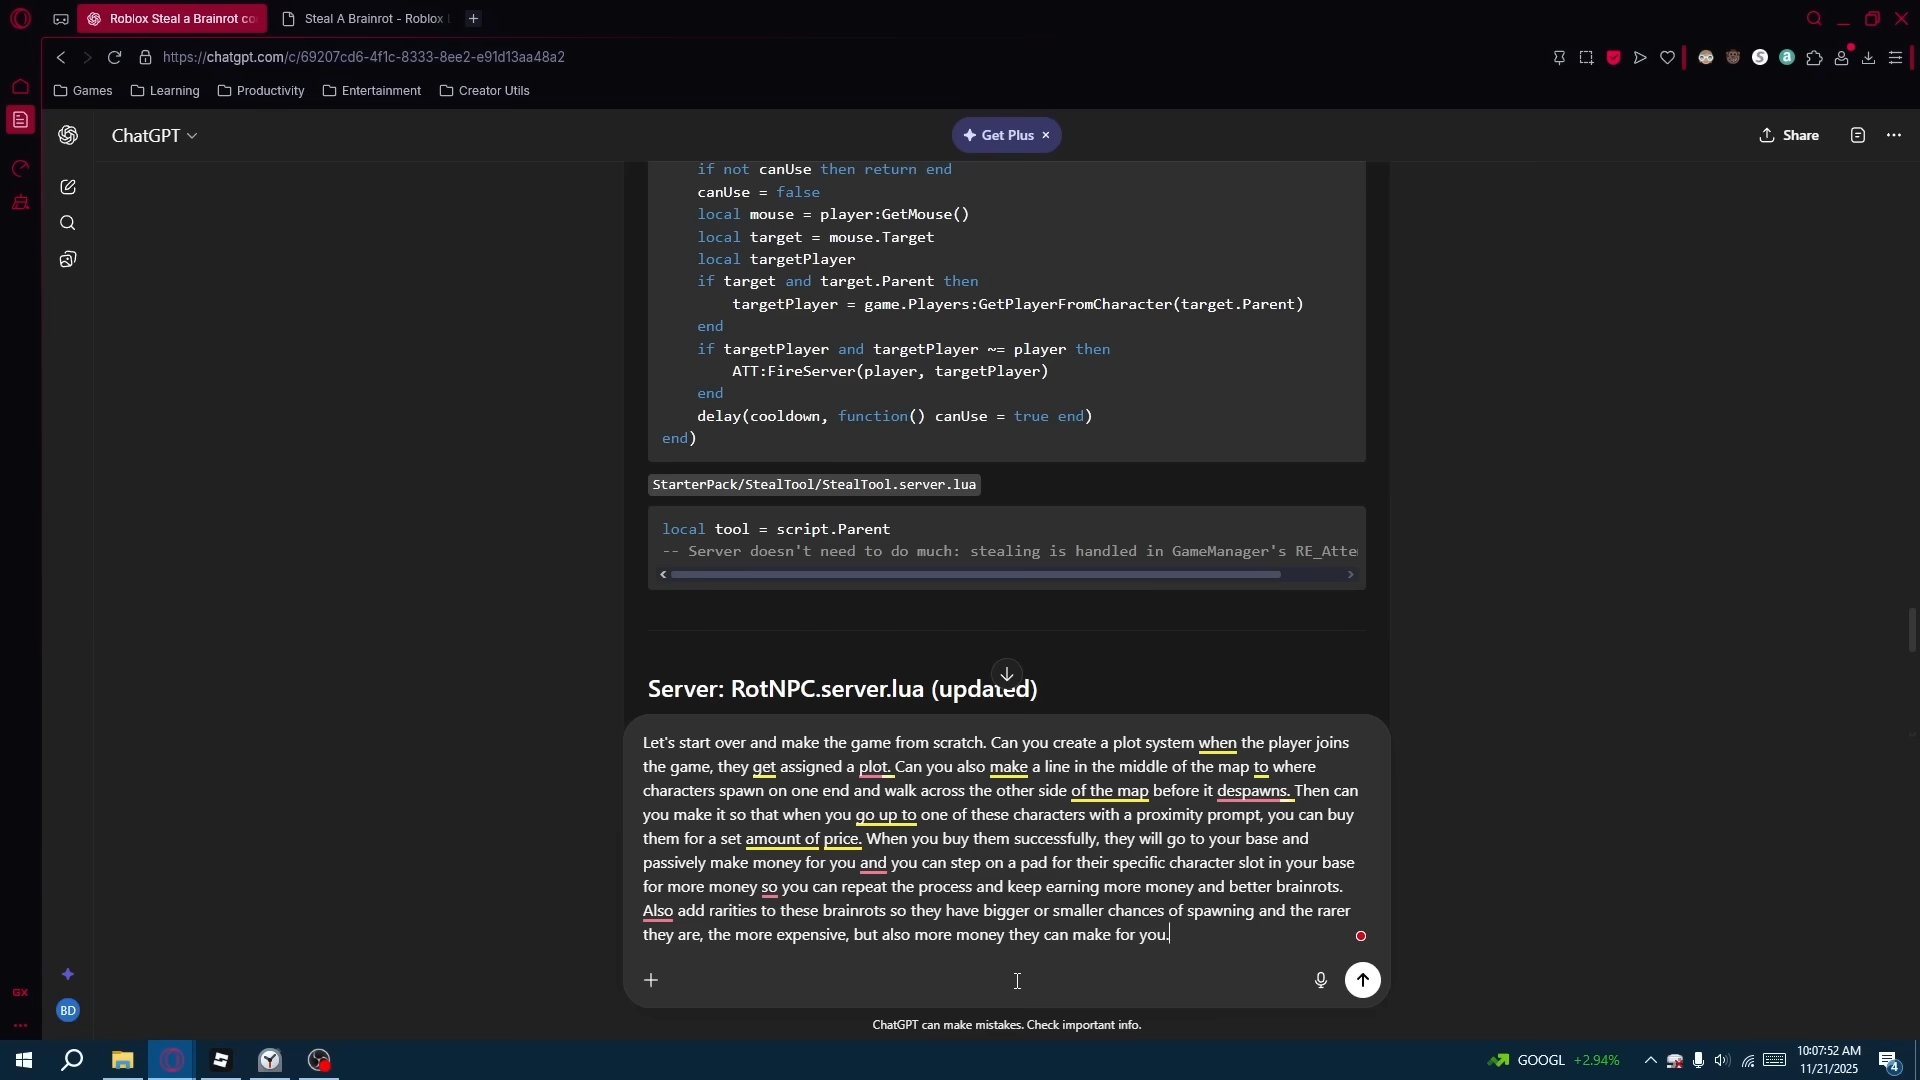 Roblox Steal a Brainrot co
Steal A Brainrot - Roblox
https://chatgpt.com/c/69207cd6-4f1c-8333-8ee2-e91d13aa48a2
Games
Learning
Productivity
Entertainment
Creator Utils
ChatGPT
Get Plus
Share
if not canUse then return end
canUse = false
local mouse = player:GetMouse()
local target = mouse.Target
local targetPlayer
if target and target.Parent then
targetPlayer = game.Players:GetPlayerFromCharacter(target.Parent)
end
if targetPlayer and targetPlayer ~= player then
ATT:FireServer(player, targetPlayer)
end
delay(cooldown, function() canUse = true end)
end)
StarterPack/StealTool/StealTool.server.lua
local tool = script.Parent
-- Server doesn't need to do much: stealing is handled in GameManager's RE_Atte
Server: RotNPC.server.lua (updated)
Let's start over and make the game from scratch. Can you create a plot system when the player joins
the game, they get assigned a plot. Can you also make a line in the middle of the map to where
characters spawn on one end and walk across the other side of the map before it despawns. Then can
you make it so that when you go up to one of these characters with a proximity prompt, you can buy
them for a set amount of price. When you buy them successfully, they will go to your base and
passively make money for you and you can step on a pad for their specific character slot in your base
for more money so you can repeat the process and keep earning more money and better brainrots.
Also add rarities to these brainrots so they have bigger or smaller chances of spawning and the rarer
they are, the more expensive, but also more money they can make for you.
ChatGPT can make mistakes. Check important info.
GX
BD
GOOGL +2.94%
10:07:52 AM
11/21/2025
4